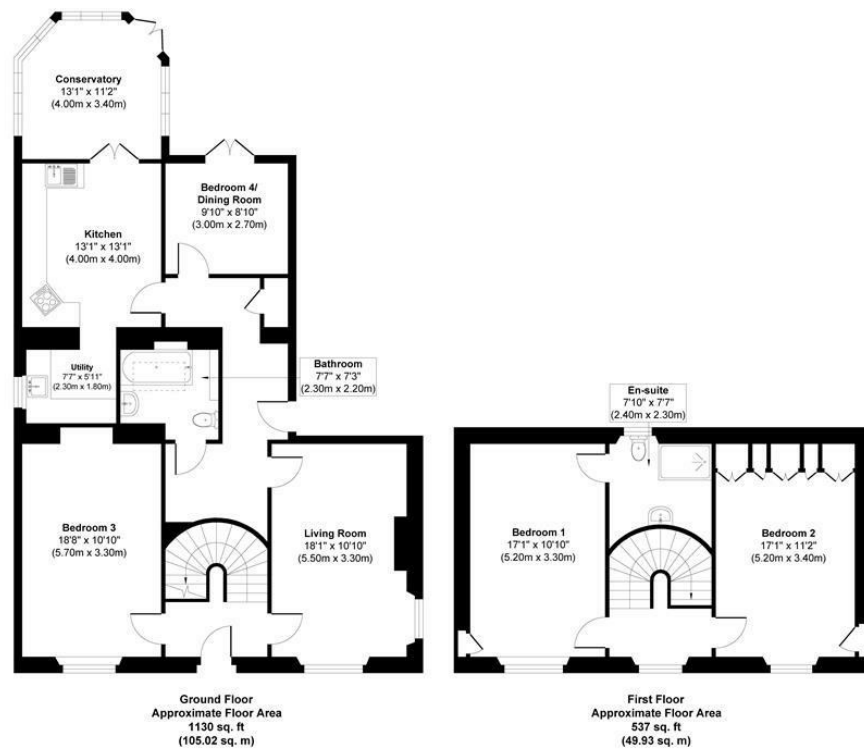 Conservatory
13'1" x 11'2"
(4.00m x 3.40m)
Bedroom 4/
Dining Room
9'10" x 8'10"
(3.00m x 2.70m)
Kitchen
13'1" x 13'1"
(4.00m x 4.00m)
Utility
7'7" x 5'11"
(2.30m x 1.80m)
Bathroom
7'7" x 7'3"
(2.30m x 2.20m)
Bedroom 3
18'8" x 10'10"
(5.70m x 3.30m)
Living Room
18'1" x 10'10"
(5.50m x 3.30m)
Ground Floor
Approximate Floor Area
1130 sq. ft
(105.02 sq. m)
En-suite
7'10" x 7'7"
(2.40m x 2.30m)
Bedroom 1
17'1" x 10'10"
(5.20m x 3.30m)
Bedroom 2
17'1" x 11'2"
(5.20m x 3.40m)
First Floor
Approximate Floor Area
537 sq. ft
(49.93 sq. m)